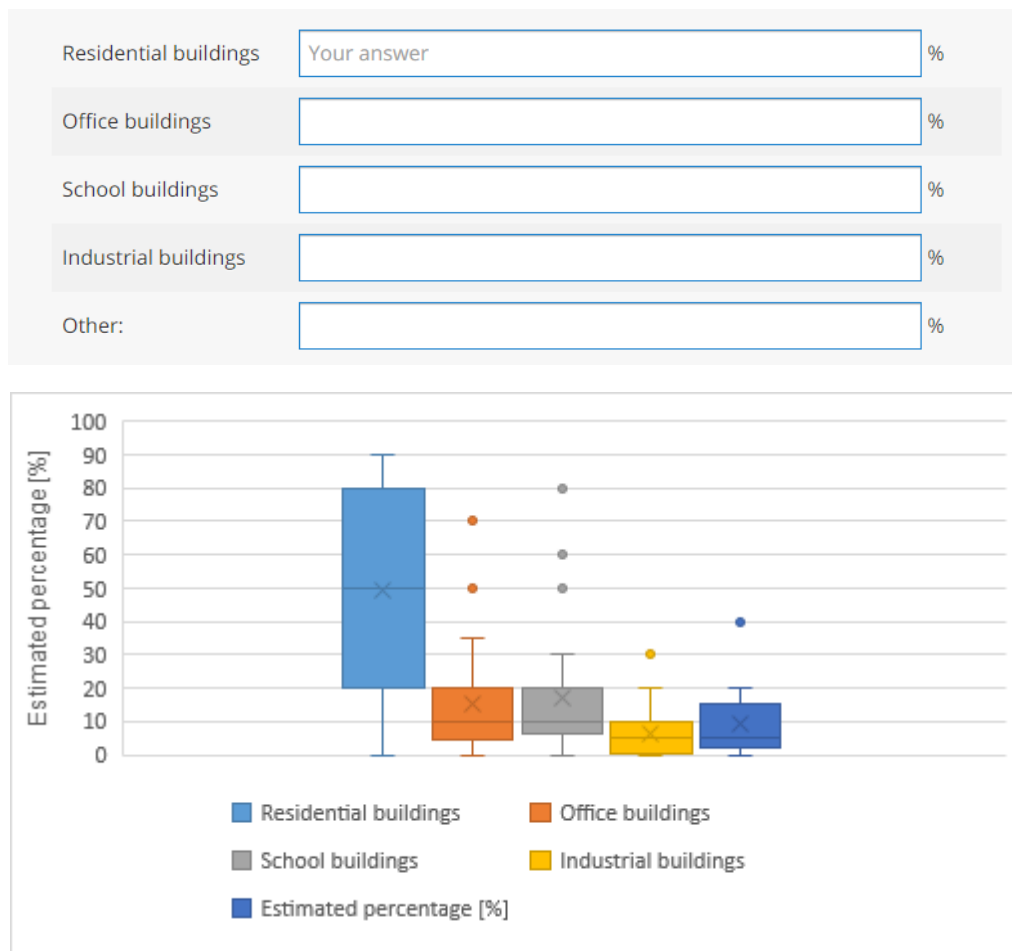 Residential buildings Your answer %
Office buildings %
School buildings %
Industrial buildings %
Other: %
Estimated percentage [%]
100
90
80
70
60
50
40
30
20
10
0
Residential buildings Office buildings
School buildings Industrial buildings
Estimated percentage [%]